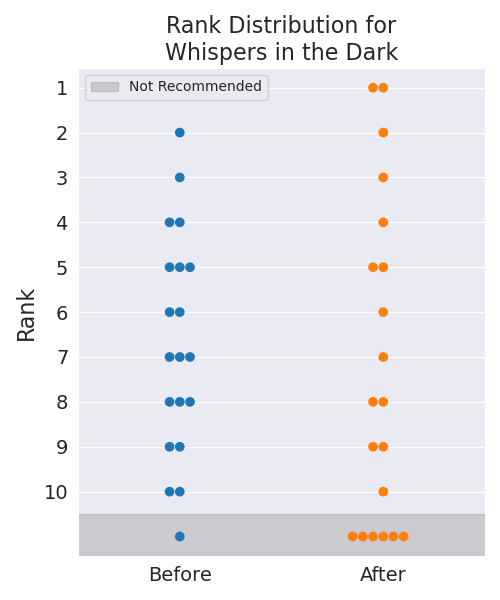 Rank Distribution for
Whispers in the Dark
Not Recommended
Rank
1
2
3
4
5
6
7
8
9
10
Before
After